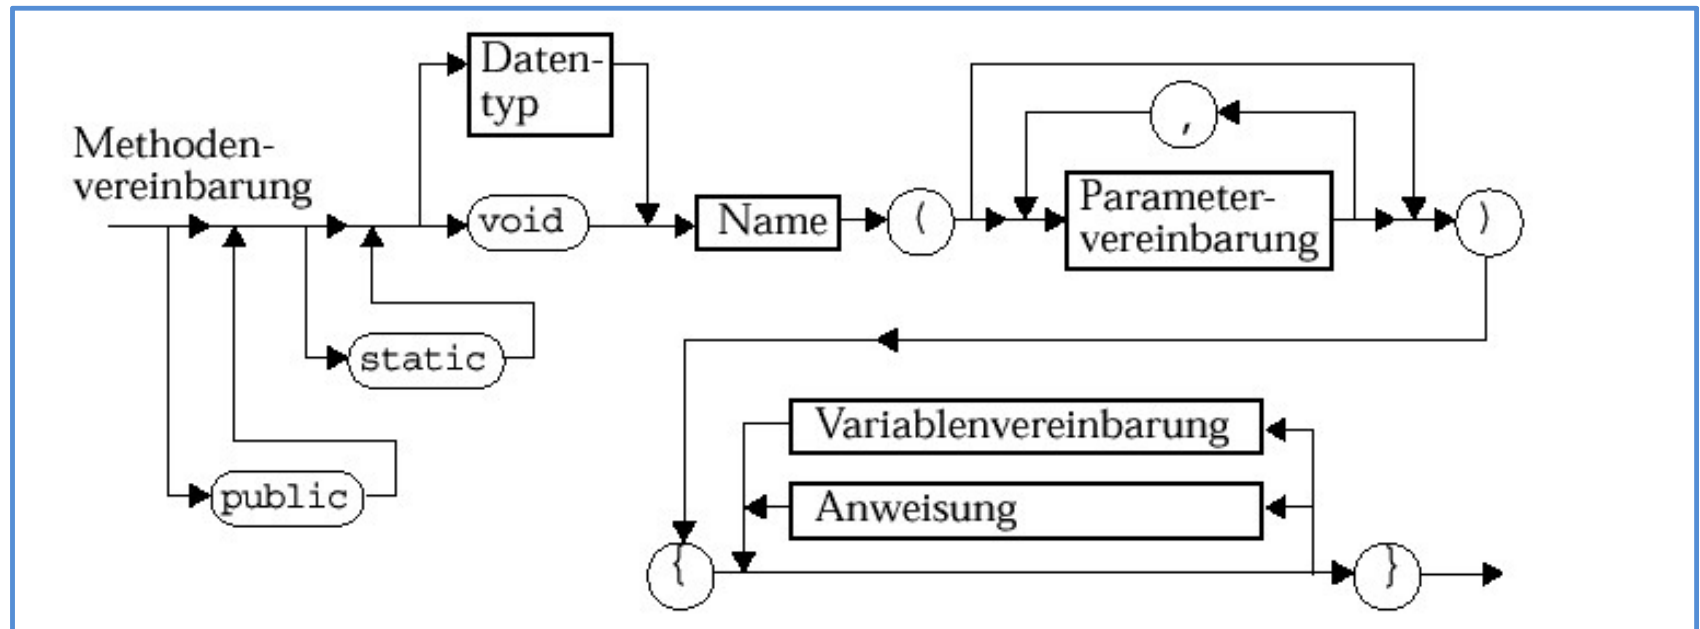 Daten-
typ
Methoden-
vereinbarung
void
Name
(
,
Parameter-
vereinbarung
)
static
public
Variablenvereinbarung
Anweisung
{
}